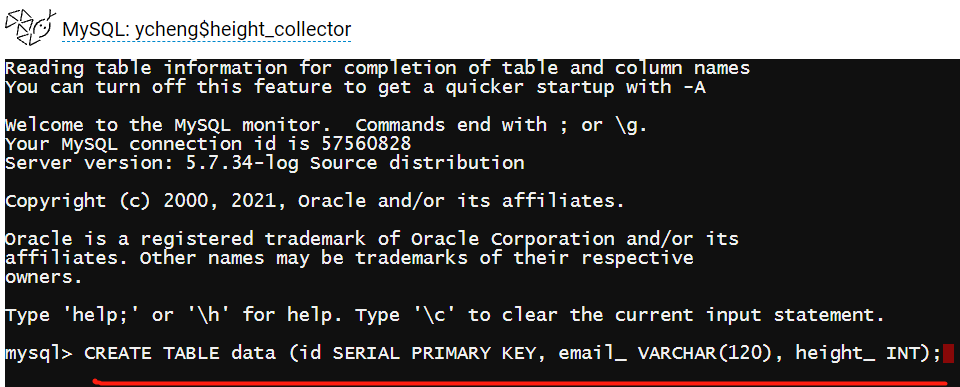 MySQL: ycheng$height_collector
Reading table information for completion of table and column names
You can turn off this feature to get a quicker startup with -A
Welcome to the MySQL monitor.  Commands end with ; or \g.
Your MySQL connection id is 57560828
Server version: 5.7.34-log Source distribution
Copyright (c) 2000, 2021, Oracle and/or its affiliates.
Oracle is a registered trademark of Oracle Corporation and/or its
affiliates. Other names may be trademarks of their respective
owners.
Type 'help;' or '\h' for help. Type '\c' to clear the current input statement.
mysql> CREATE TABLE data (id SERIAL PRIMARY KEY, email_ VARCHAR(120), height_ INT);